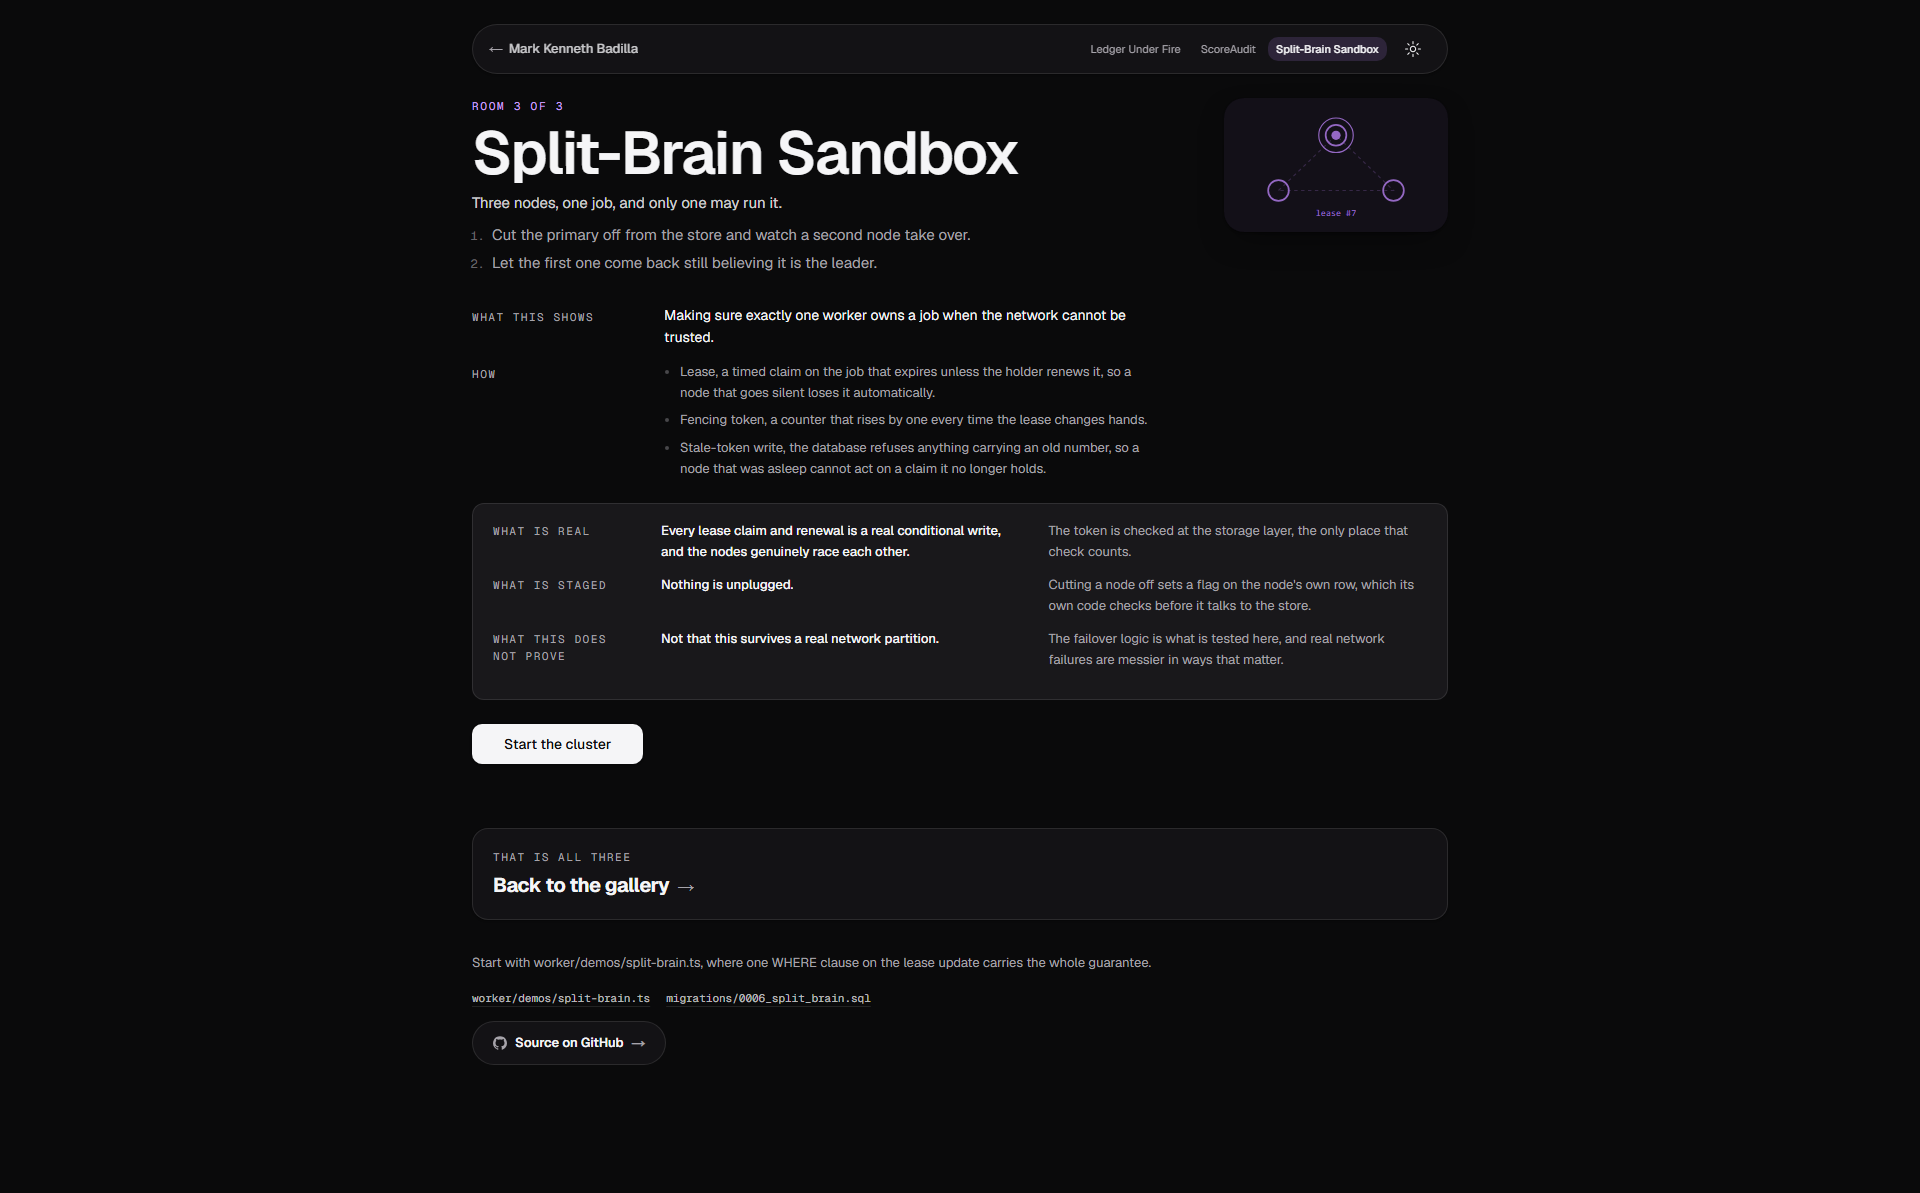 ← Mark Kenneth Badilla
Ledger Under Fire
ScoreAudit
Split-Brain Sandbox
ROOM 3 OF 3
Split-Brain Sandbox
Three nodes, one job, and only one may run it.
1. Cut the primary off from the store and watch a second node take over.
2. Let the first one come back still believing it is the leader.
lease #7
WHAT THIS SHOWS
Making sure exactly one worker owns a job when the network cannot be
trusted.
HOW
• Lease, a timed claim on the job that expires unless the holder renews it, so a
node that goes silent loses it automatically.
• Fencing token, a counter that rises by one every time the lease changes hands.
• Stale-token write, the database refuses anything carrying an old number, so a
node that was asleep cannot act on a claim it no longer holds.
WHAT IS REAL
Every lease claim and renewal is a real conditional write,
and the nodes genuinely race each other.
The token is checked at the storage layer, the only place that
check counts.
WHAT IS STAGED
Nothing is unplugged.
Cutting a node off sets a flag on the node's own row, which its
own code checks before it talks to the store.
WHAT THIS DOES
NOT PROVE
Not that this survives a real network partition.
The failover logic is what is tested here, and real network
failures are messier in ways that matter.
Start the cluster
THAT IS ALL THREE
Back to the gallery →
Start with worker/demos/split-brain.ts, where one WHERE clause on the lease update carries the whole guarantee.
worker/demos/split-brain.ts
migrations/0006_split_brain.sql
Source on GitHub →